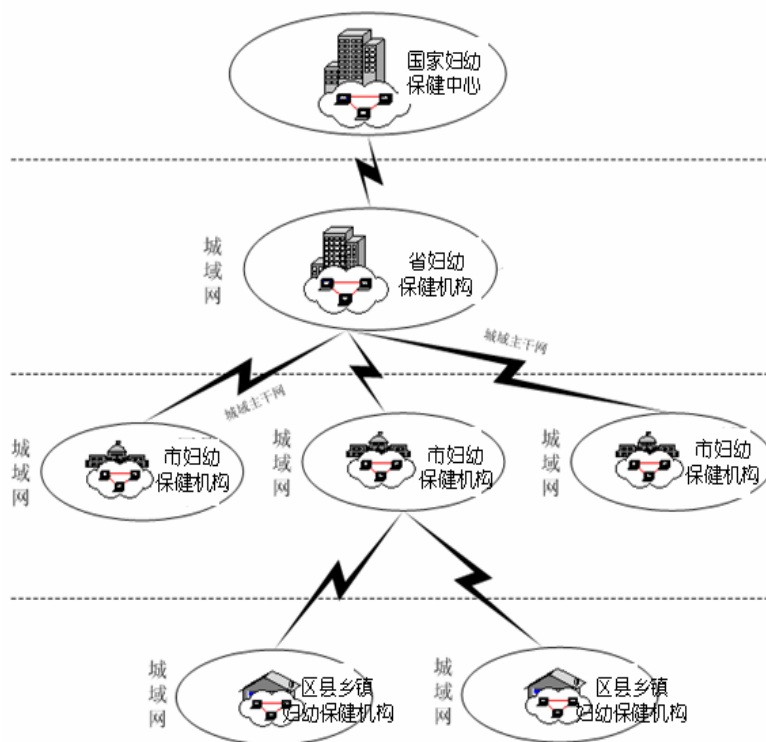 国家妇幼
保健中心
城域网
省妇幼
保健机构
城域主干网
城域主干网
城域网
市妇幼
保健机构
城域网
市妇幼
保健机构
城域网
市妇幼
保健机构
城域网
区县乡镇
妇幼保健机构
城域网
区县乡镇
妇幼保健机构